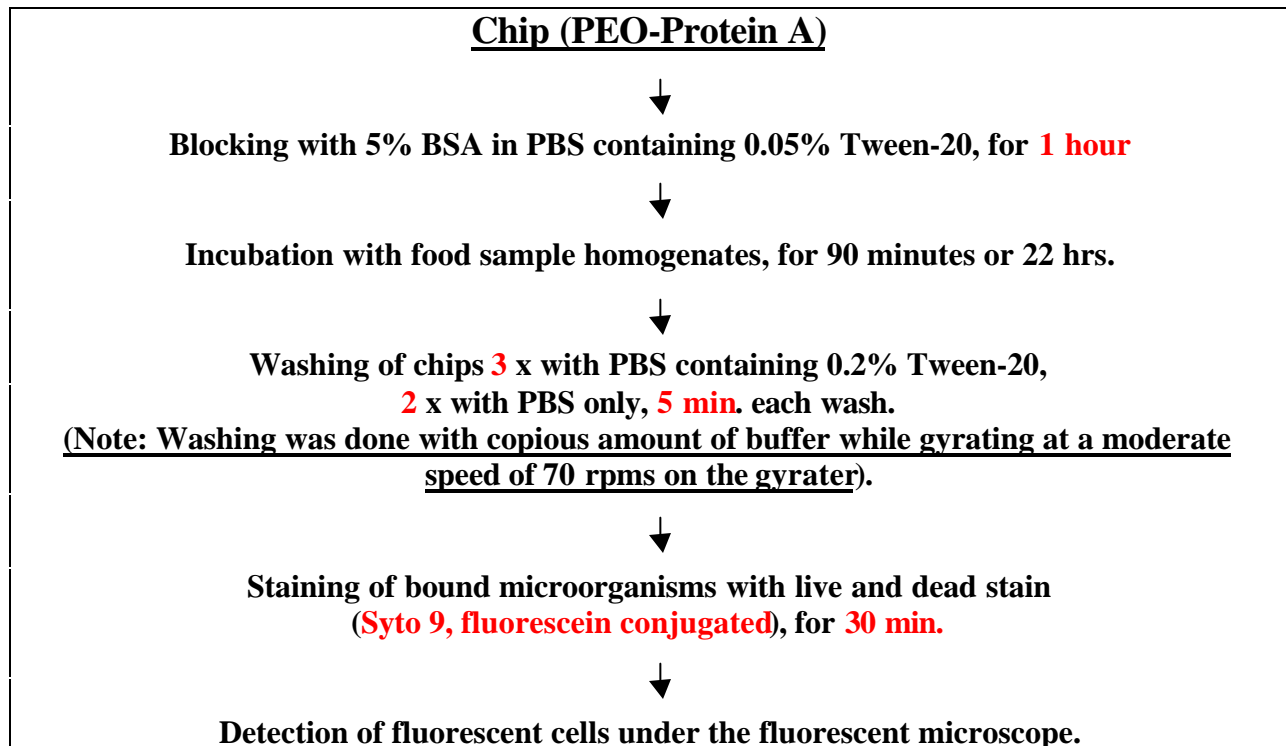 Chip (PEO-Protein A)
Blocking with 5% BSA in PBS containing 0.05% Tween-20, for 1 hour
Incubation with food sample homogenates, for 90 minutes or 22 hrs.
Washing of chips 3 x with PBS containing 0.2% Tween-20,
2 x with PBS only, 5 min. each wash.
(Note: Washing was done with copious amount of buffer while gyrating at a moderate
speed of 70 rpms on the gyrater).
Staining of bound microorganisms with live and dead stain
(Syto 9, fluorescein conjugated), for 30 min.
Detection of fluorescent cells under the fluorescent microscope.